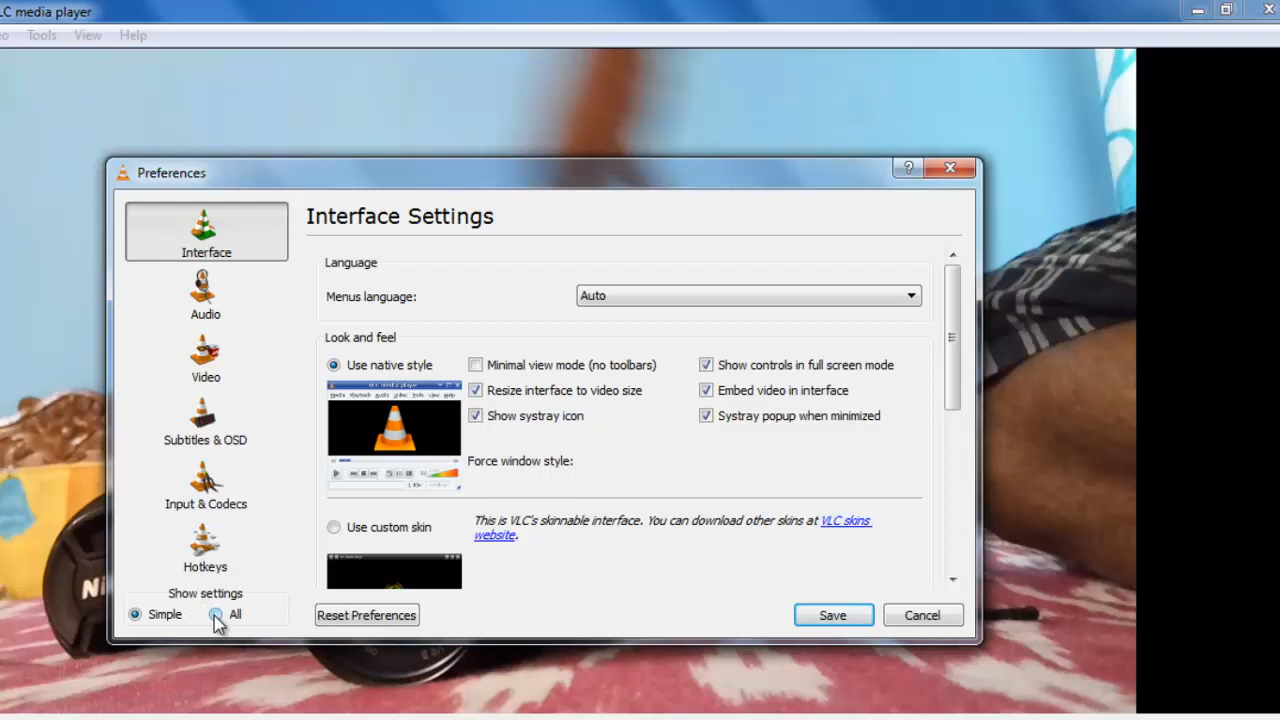 LC media player
o Tools View Help
Preferences
Interface
Audio
Video
Subtitles & OSD
Input & Codecs
Hotkeys
Show settings
Simple All
Interface Settings
Language
Menus language: Auto
Look and feel
Use native style
Minimal view mode (no toolbars)
Show controls in full screen mode
Resize interface to video size
Embed video in interface
Show systray icon
Systray popup when minimized
Force window style:
Use custom skin
This is VLC's skinnable interface. You can download other skins at VLC skins
website.
Reset Preferences
Save Cancel